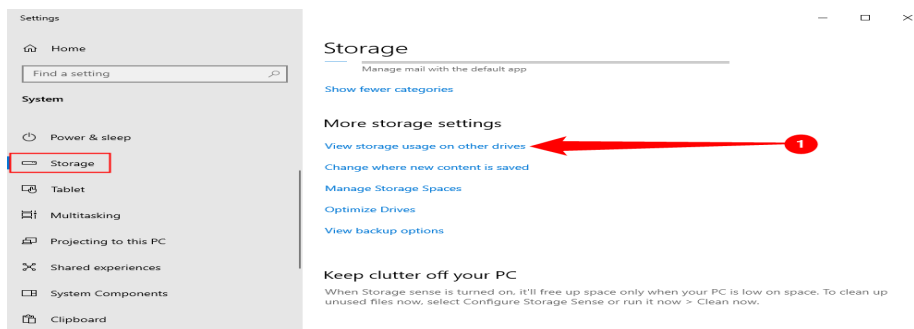 Settings
Home
Find a setting
System
Power & sleep
Storage
Tablet
Multitasking
Projecting to this PC
Shared experiences
System Components
Clipboard
Storage
Manage mail with the default app
Show fewer categories
More storage settings
View storage usage on other drives
1
Change where new content is saved
Manage Storage Spaces
Optimize Drives
View backup options
Keep clutter off your PC
When Storage sense is turned on, it'll free up space only when your PC is low on space. To clean up
unused files now, select Configure Storage Sense or run it now > Clean now.